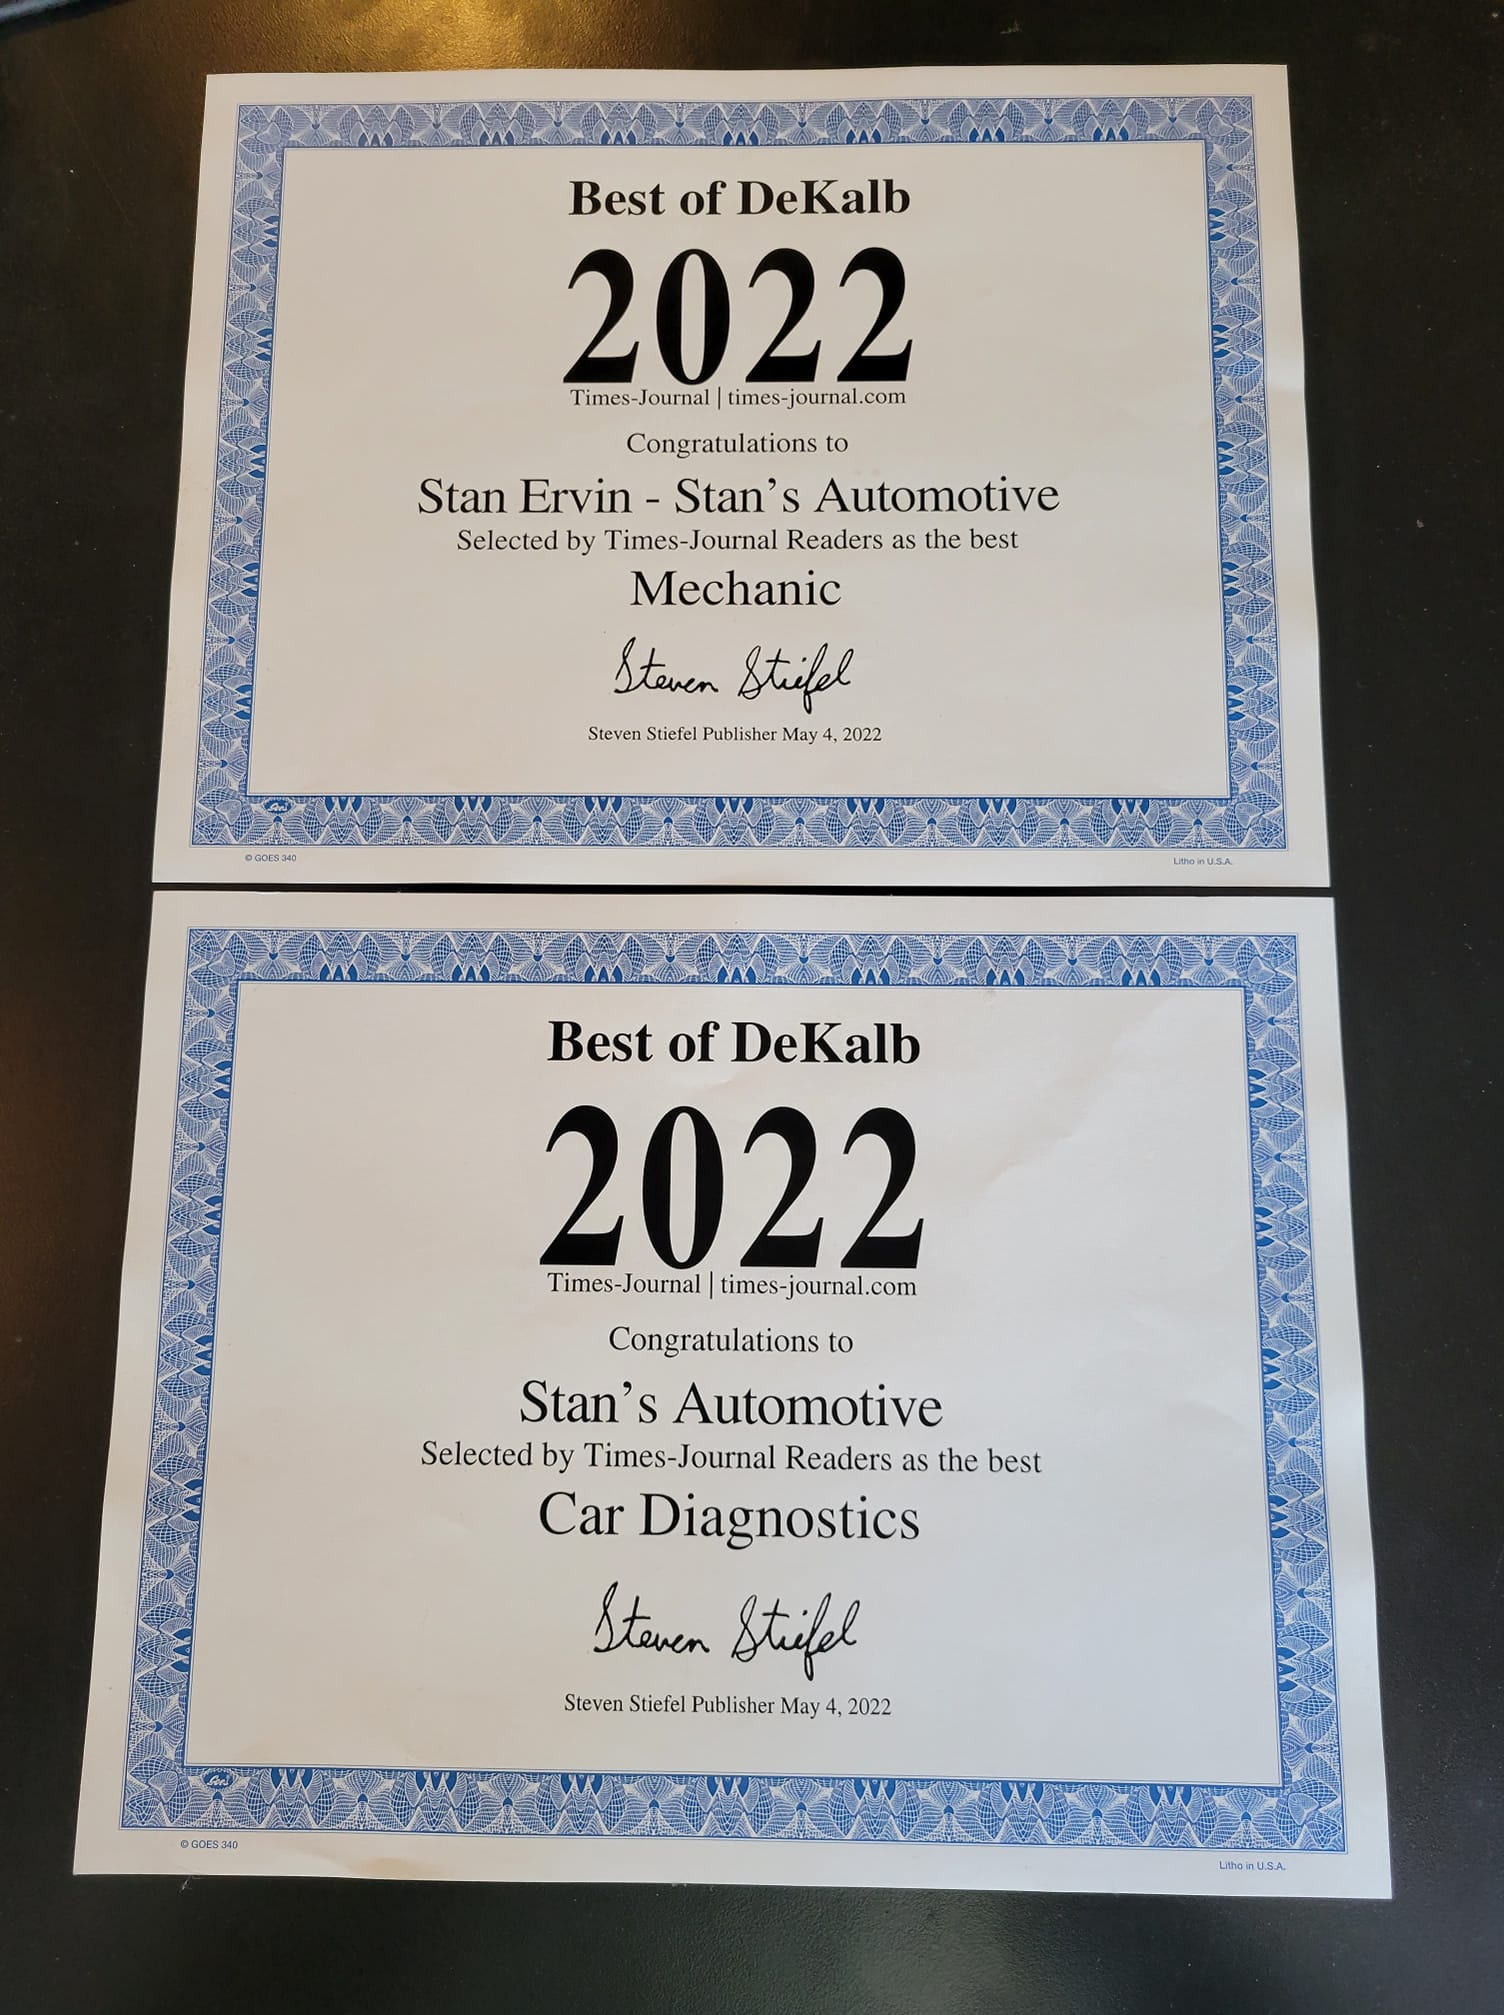 Best of DeKalb
2022
Times-Journal | times-journal.com
Congratulations to
Stan Ervin - Stan's Automotive
Selected by Times-Journal Readers as the best
Mechanic
Steven Stiefel
Steven Stiefel Publisher May 4, 2022
Goes
© GOES 340
Litho in U.S.A.
Best of DeKalb
2022
Times-Journal | times-journal.com
Congratulations to
Stan's Automotive
Selected by Times-Journal Readers as the best
Car Diagnostics
Steven Stiefel
Steven Stiefel Publisher May 4, 2022
Goes
© GOES 340
Litho in U.S.A.